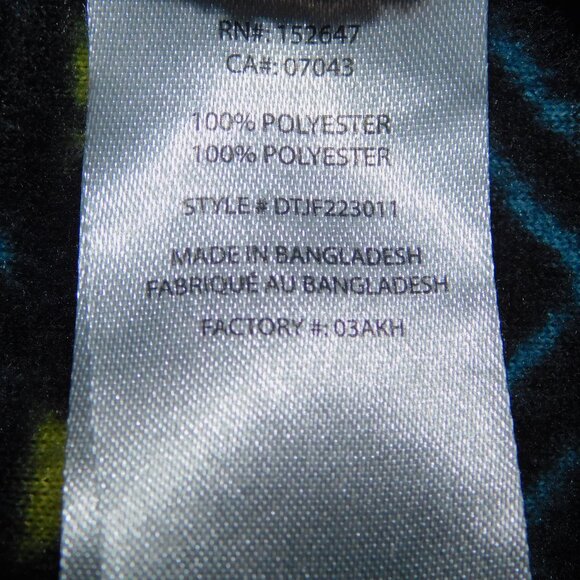 RN#: 152647
CA#: 07043
100% POLYESTER
100% POLYESTER
STYLE # DTJF223011
MADE IN BANGLADESH
FABRIQUÉ AU BANGLADESH
FACTORY #: 03AKH